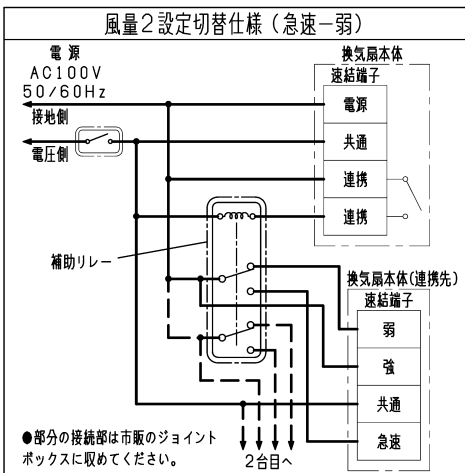 風量2設定切替仕様（急速－弱）
電源
AC100V
50/60Hz
接地側
電圧側
換気扇本体
速結端子
電源
共通
連携
連携
補助リレー
換気扇本体(連携先)
速結端子
弱
強
共通
急速
●部分の接続部は市販のジョイント
ボックスに収めてください。
2台目へ